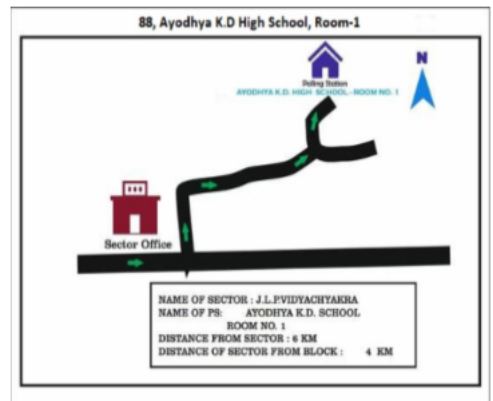 88, Ayodhya K.D High School, Room-1
N
Polling Station
AYODHYA K.D. HIGH SCHOOL - ROOM NO. 1
Sector Office
NAME OF SECTOR : J.L.P.VIDYACHYAKRA
NAME OF PS: AYODHYA K.D. SCHOOL
ROOM NO. 1
DISTANCE FROM SECTOR : 6 KM
DISTANCE OF SECTOR FROM BLOCK : 4 KM